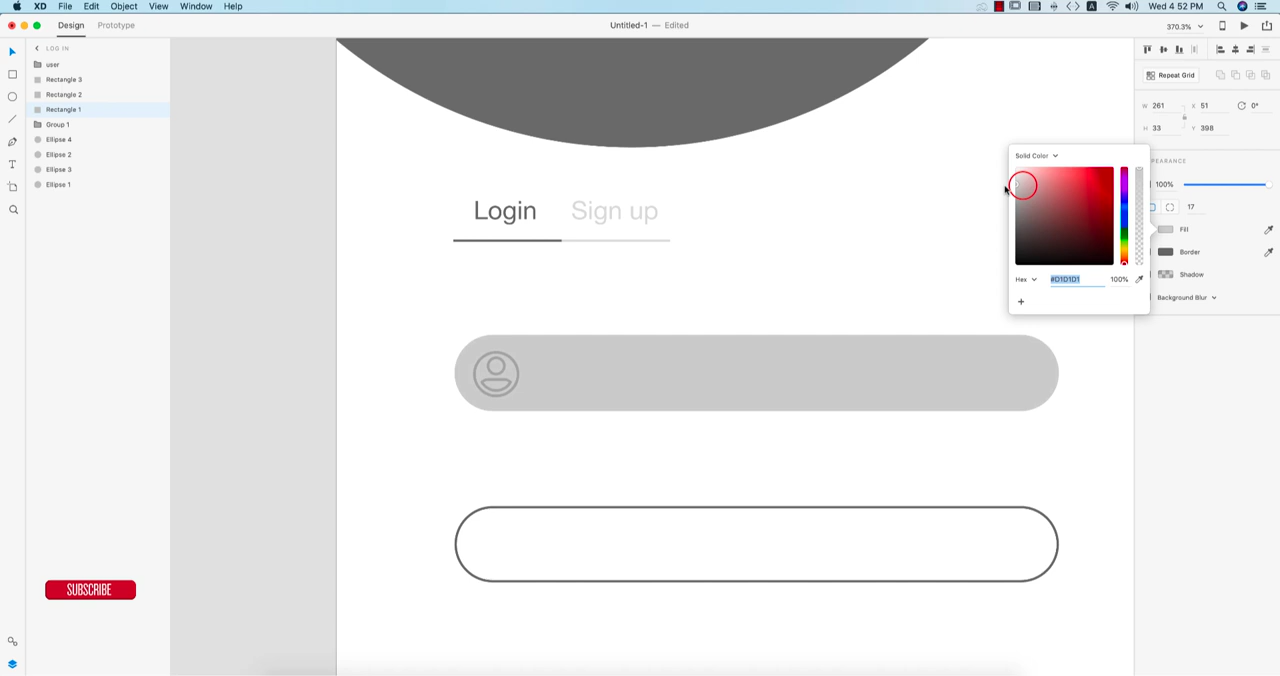 XD File Edit Object View Window Help
A Wed 4 52 PM
Design Prototype
Untitled-1 — Edited
370.3%
LOG IN
user
Rectangle 3
Rectangle 2
Rectangle 1
Group 1
Ellipse 4
Ellipse 2
Ellipse 3
Ellipse 1
SUBSCRIBE
Login Sign up
Solid Color
Hex #D1D1D1 100%
+
Repeat Grid
W 261 X 51 0°
H 33 Y 398
PEARANCE
100%
17
Fill
Border
Shadow
Background Blur